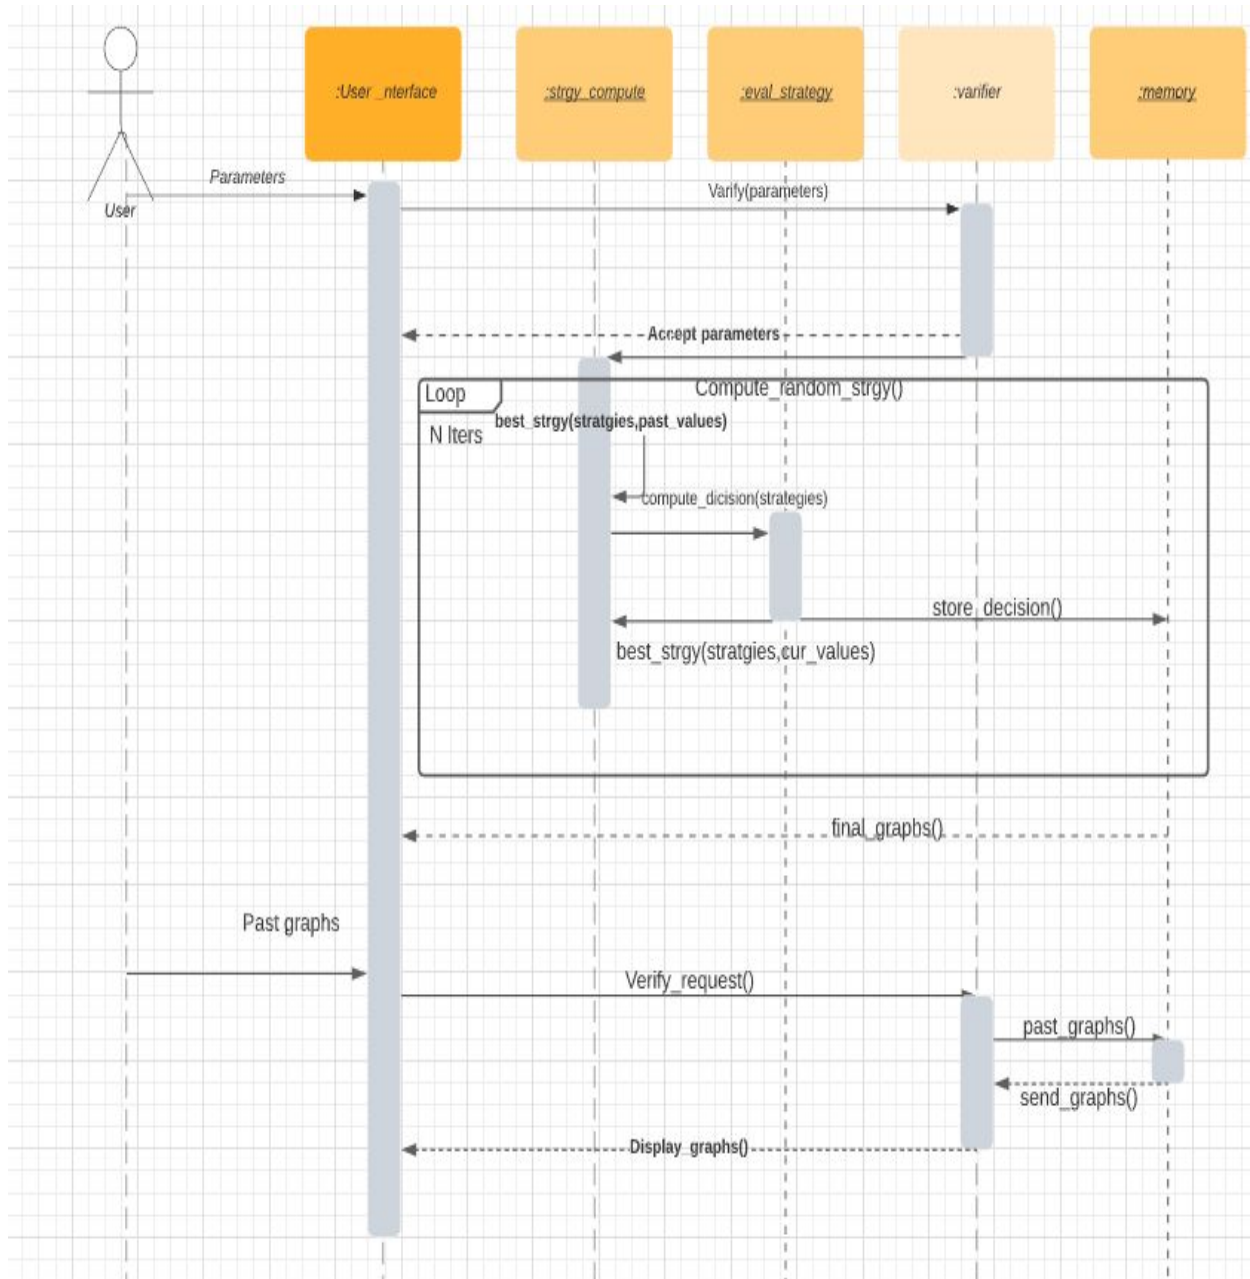 :User _nterface
:strgy_compute
:eval_strategy
:varifier
:memory
Parameters
User
Varify(parameters)
Accept parameters
Compute_random_strgy()
Loop
N Iters
best_strgy(stratgies,past_values)
compute_dicision(strategies)
store_decision()
best_strgy(stratgies,cur_values)
final_graphs()
Past graphs
Verify_request()
past_graphs()
send_graphs()
Display_graphs()